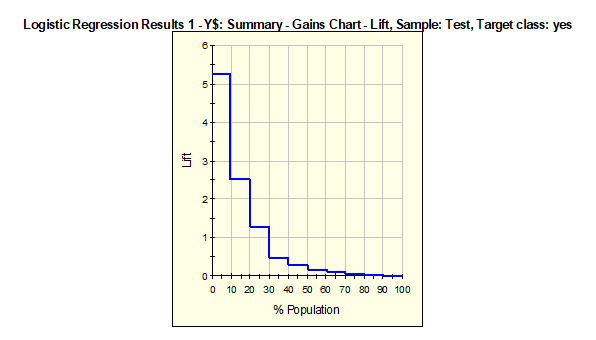 Logistic Regression Results 1 - Y$: Summary - Gains Chart - Lift, Sample: Test, Target class: yes
6
5
4
3
2
1
0
Lift
0 10 20 30 40 50 60 70 80 90 100
% Population